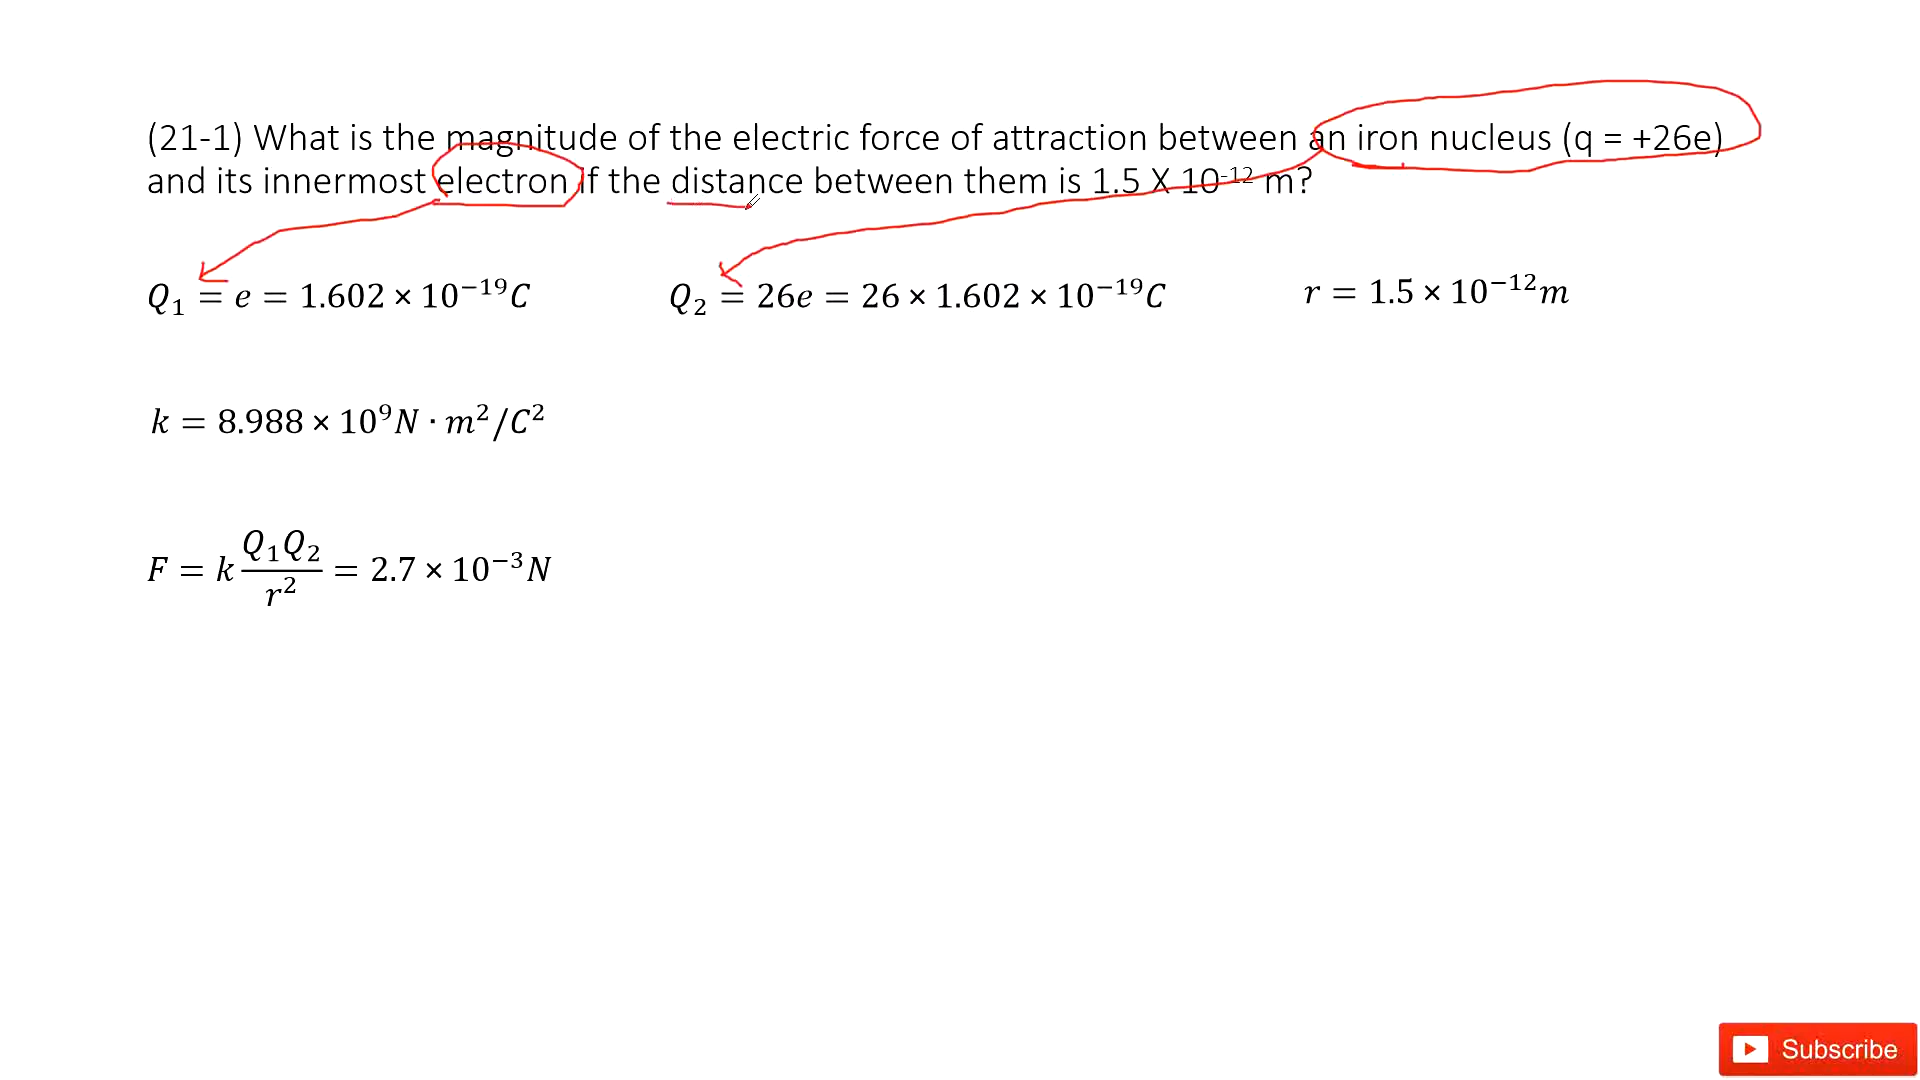 (21-1) What is the magnitude of the electric force of attraction between an iron nucleus (q = +26e)
and its innermost electron if the distance between them is 1.5 X 10⁻¹² m?
Q₁ = e = 1.602 × 10⁻¹⁹C
Q₂ = 26e = 26 × 1.602 × 10⁻¹⁹C
r = 1.5 × 10⁻¹²m
k = 8.988 × 10⁹N · m²/C²
F = k Q₁Q₂/r² = 2.7 × 10⁻³N
Subscribe